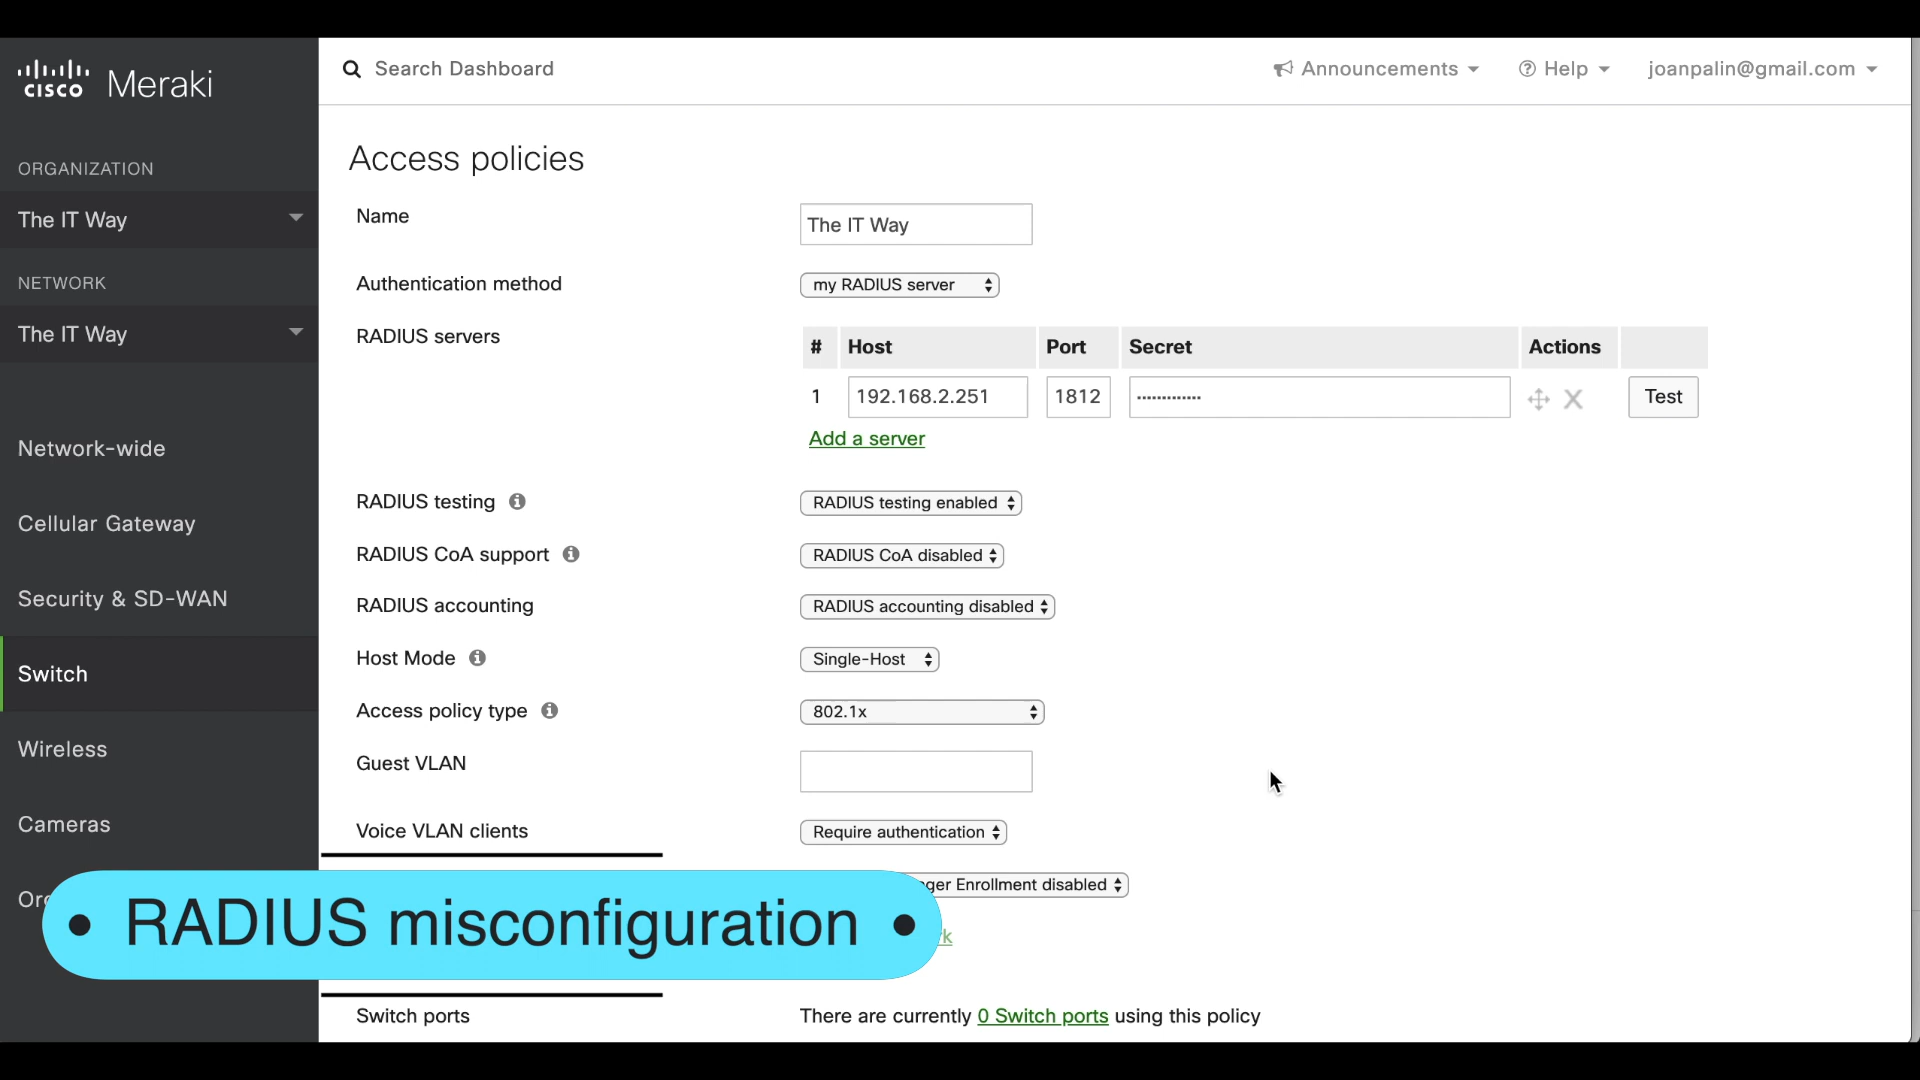 cisco Meraki
Search Dashboard
Announcements
Help
joanpalin@gmail.com
ORGANIZATION
The IT Way
NETWORK
The IT Way
Network-wide
Cellular Gateway
Security & SD-WAN
Switch
Wireless
Cameras
Access policies
Name
The IT Way
Authentication method
my RADIUS server
RADIUS servers
# Host Port Secret Actions
1 192.168.2.251 1812 ············· Test
Add a server
RADIUS testing
RADIUS testing enabled
RADIUS CoA support
RADIUS CoA disabled
RADIUS accounting
RADIUS accounting disabled
Host Mode
Single-Host
Access policy type
802.1x
Guest VLAN
Voice VLAN clients
Require authentication
Enrollment disabled
• RADIUS misconfiguration •
Switch ports
There are currently 0 Switch ports using this policy